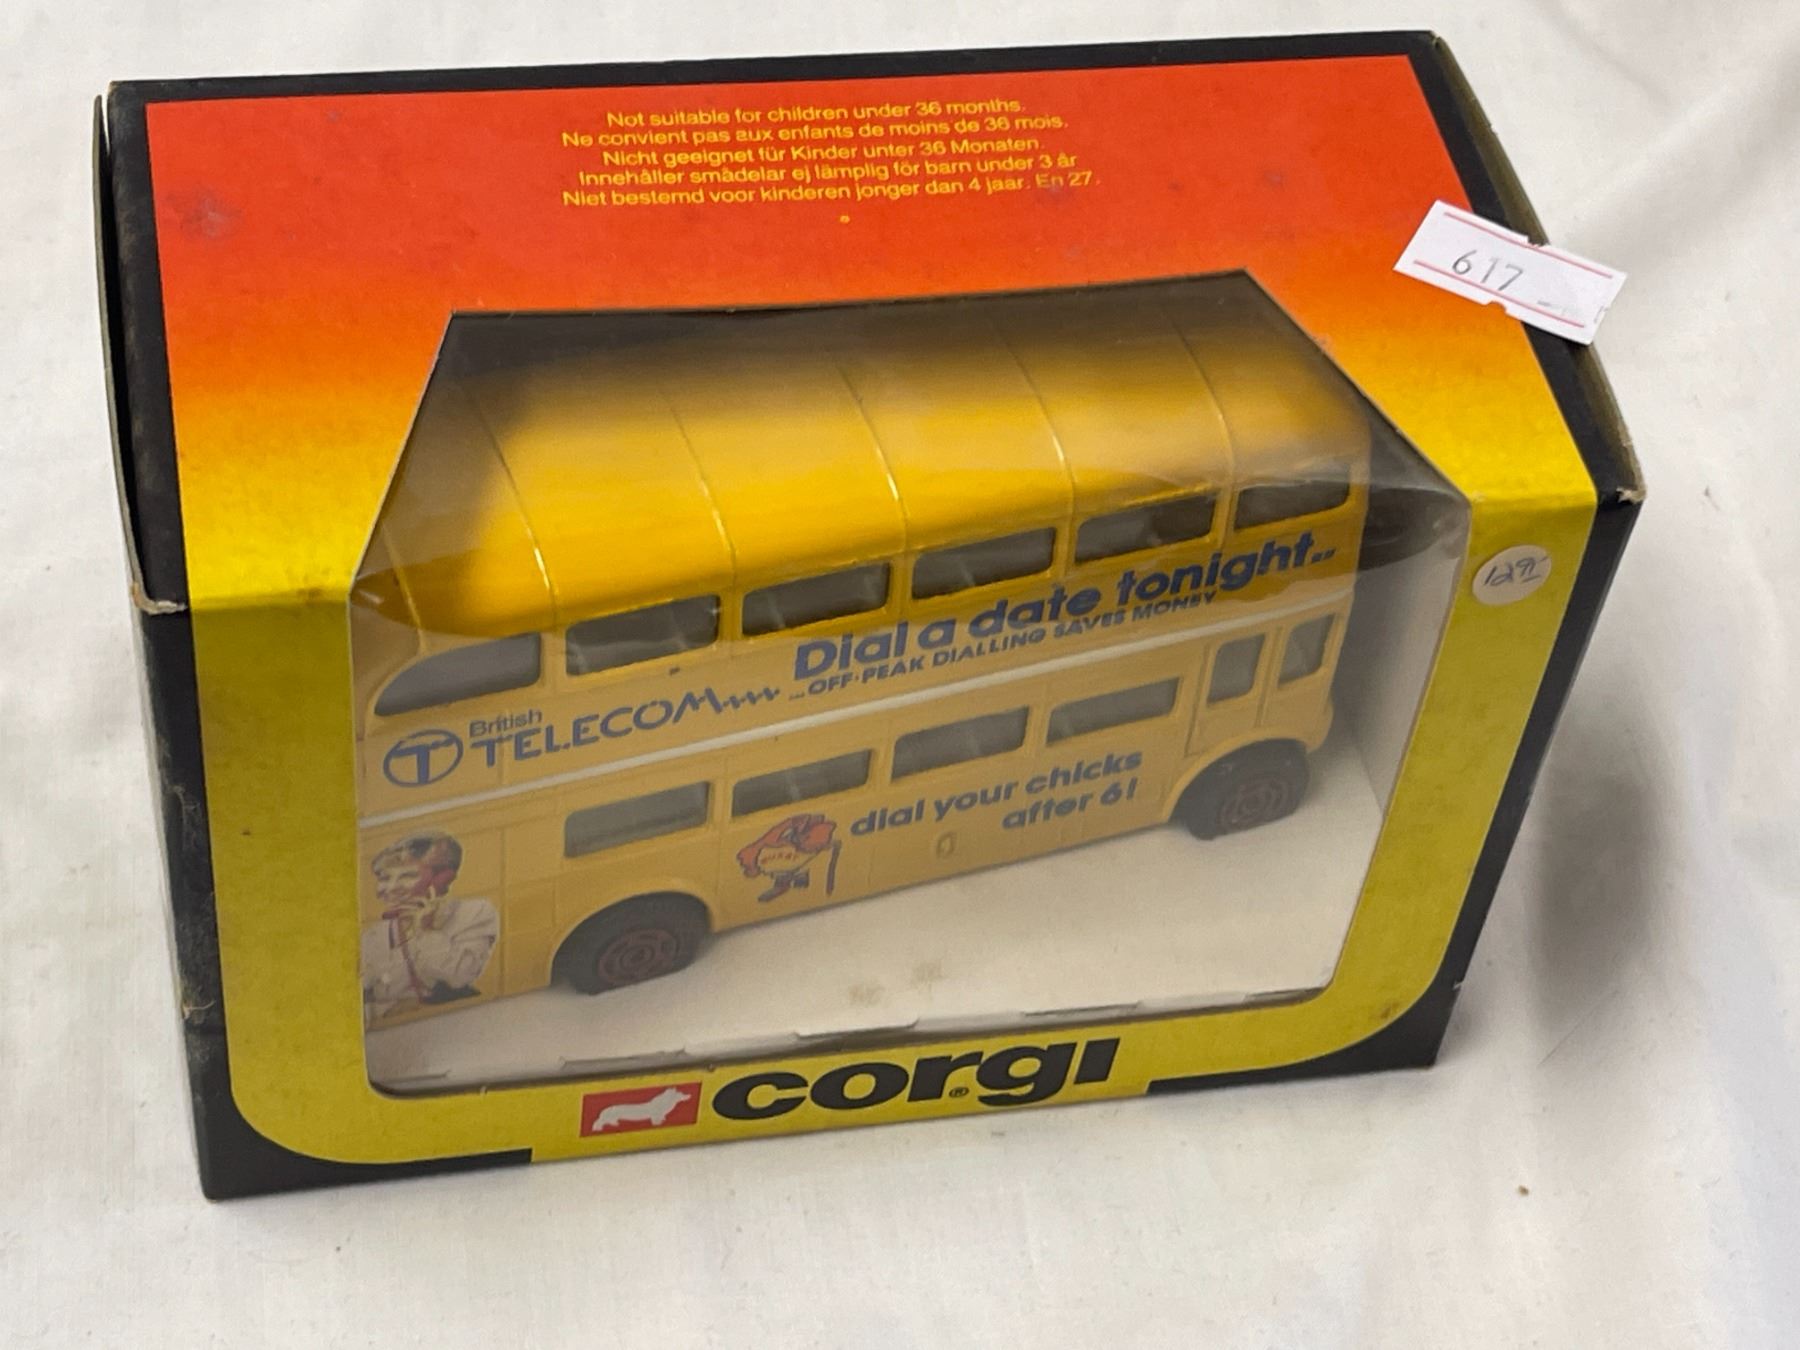 Not suitable for children under 36 months.
Ne convient pas aux enfants de moins de 36 mois.
Nicht geeignet für Kinder unter 36 Monaten.
Innehåller smådelar ej lämplig för barn under 3 år
Niet bestemd voor kinderen jonger dan 4 jaar. En 27.
617
1295
Dial a date tonight...
...OFF-PEAK DIALLING SAVES MONEY
British
TELECOM
dial your chicks
after 6!
BUZBY
corgi®